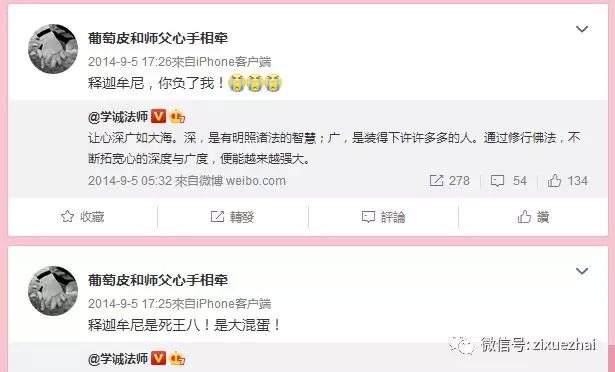 葡萄皮和师父心手相牵
2014-9-5 17:26來自iPhone客户端
释迦牟尼，你负了我！😭😭😭
@学诚法师
让心深广如大海。深，是有明照诸法的智慧；广，是装得下许许多多的人。通过修行佛法，不
断拓宽心的深度与广度，便能越来越强大。
2014-9-5 05:32 來自微博 weibo.com 278 54 134
收藏 轉發 評論 讚
葡萄皮和师父心手相牵
2014-9-5 17:25來自iPhone客户端
释迦牟尼是死王八！是大混蛋！
@学诚法师
微信号: zixuezhai